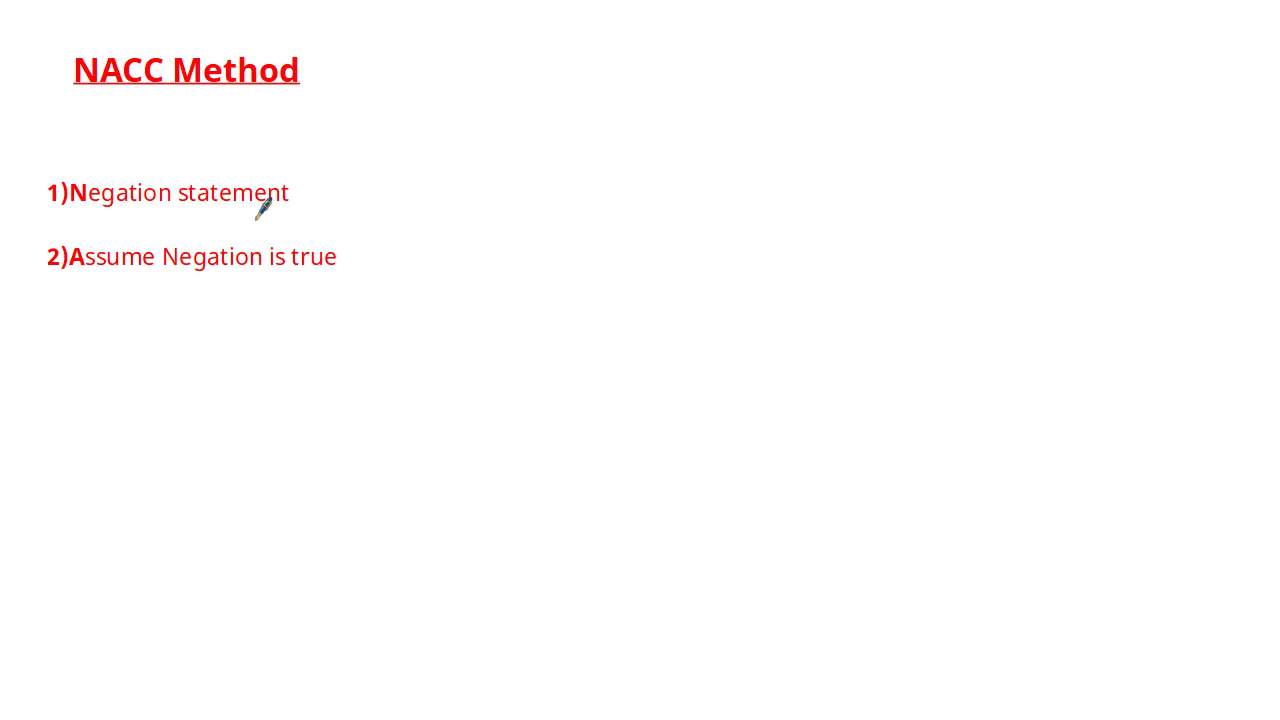 NACC Method
1)Negation statement
2)Assume Negation is true